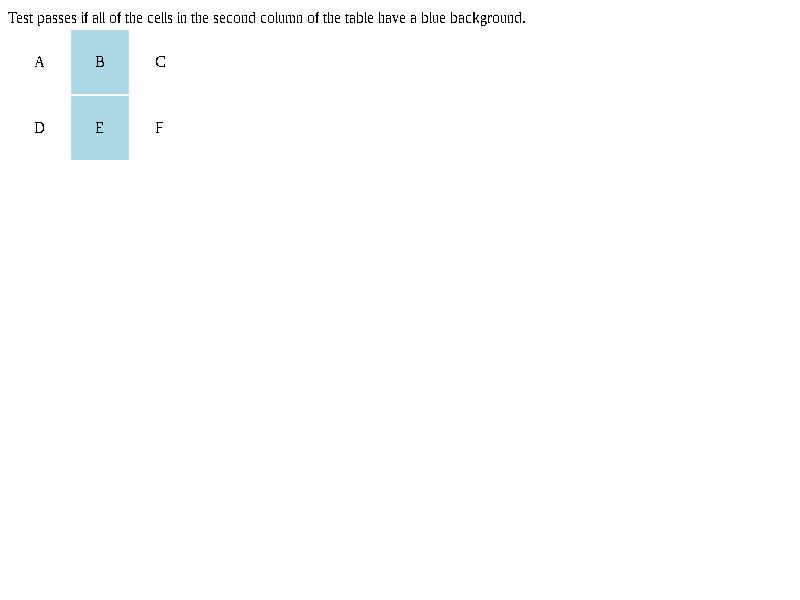 Test passes if all of the cells in the second column of the table have a blue background.
A B C
D E F